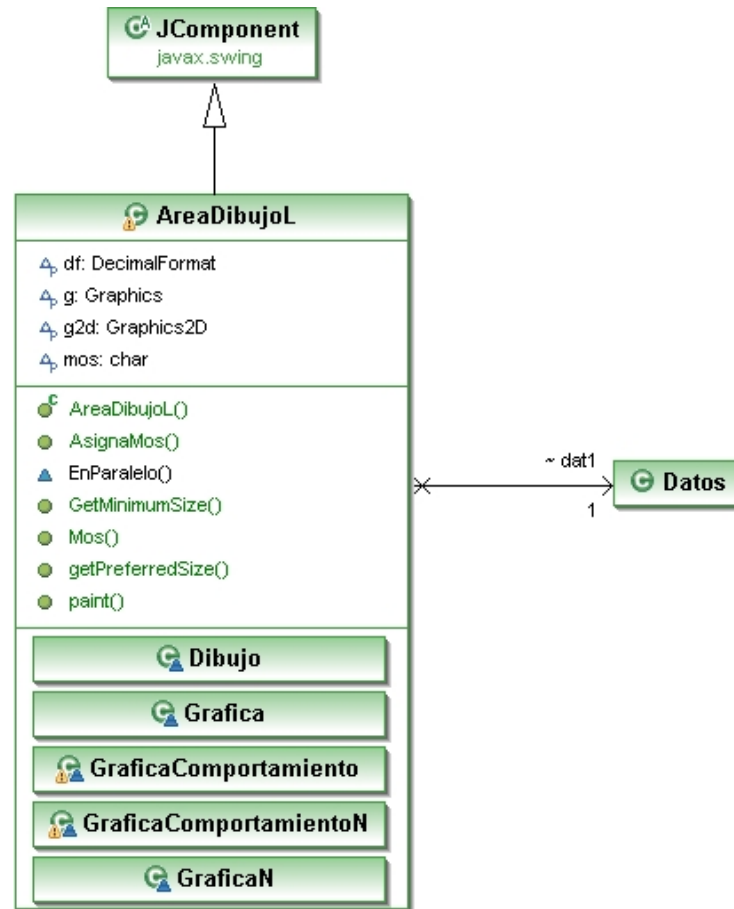 JComponent
javax.swing
AreaDibujoL
df: DecimalFormat
g: Graphics
g2d: Graphics2D
mos: char
AreaDibujoL()
AsignaMos()
EnParalelo()
GetMinimumSize()
Mos()
getPreferredSize()
paint()
~ dat1
1
Datos
Dibujo
Grafica
GraficaComportamiento
GraficaComportamientoN
GraficaN